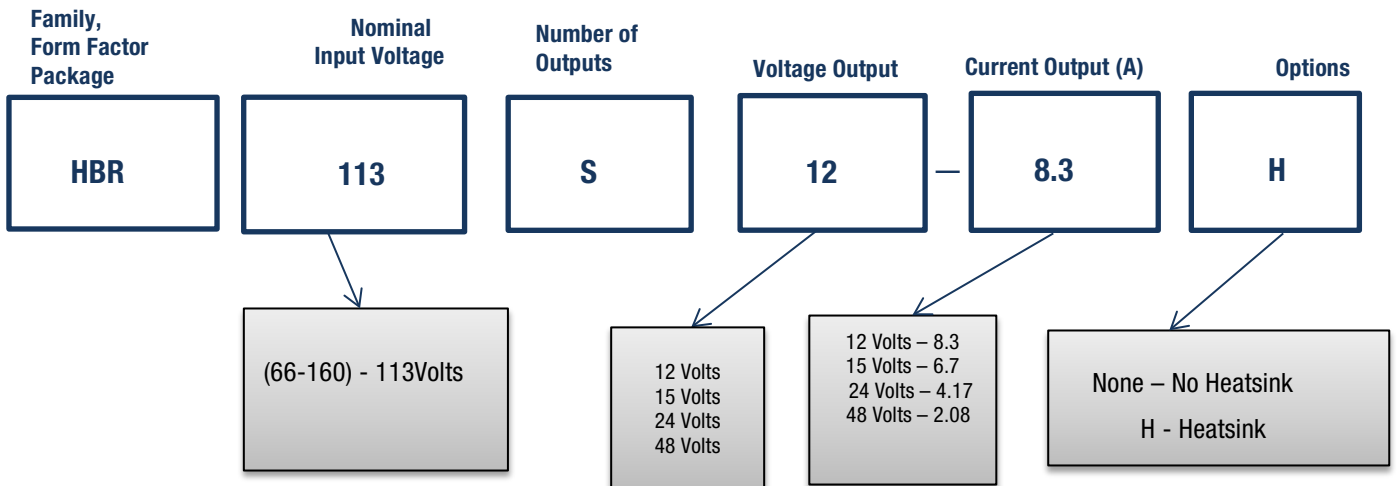 Family,
Form Factor
Package
Nominal
Input Voltage
Number of
Outputs
Voltage Output
Current Output (A)
Options
HBR
113
S
12
—
8.3
H
(66-160) - 113Volts
12 Volts
15 Volts
24 Volts
48 Volts
12 Volts – 8.3
15 Volts – 6.7
24 Volts – 4.17
48 Volts – 2.08
None – No Heatsink
H - Heatsink